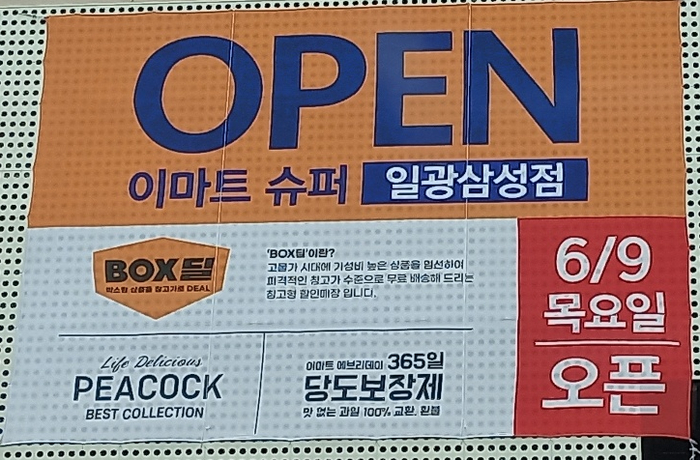 OPEN
이마트 슈퍼 일광삼성점
BOX딜
박스탑 상품을 창고가로 DEAL
'BOX딜'이란?
고물가 시대에 가성비 높은 상품을 엄선하여
파격적인 창고가 수준으로 무료 배송해 드리는
창고형 할인매장 입니다.
6/9
목요일
오픈
Life Delicious
PEACOCK
BEST COLLECTION
이마트 에브리데이 365일
당도보장제
맛 없는 과일 100% 교환, 환불